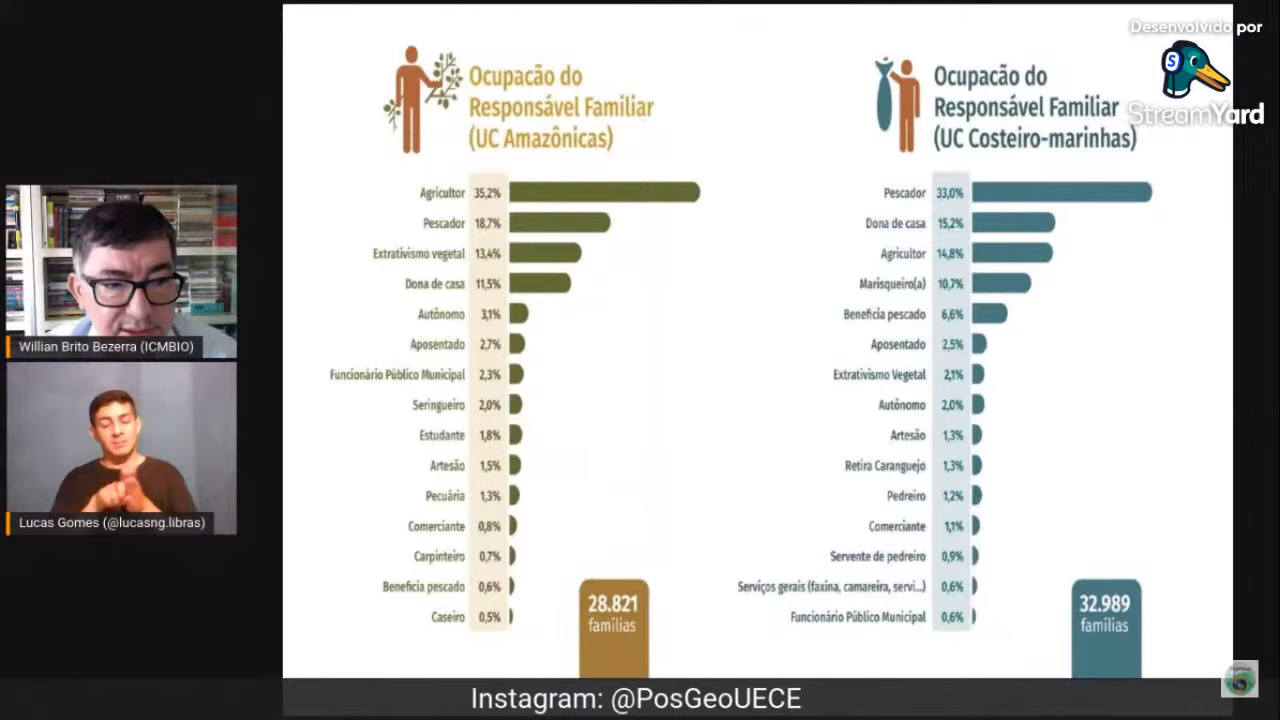 Desenvolvido por
S
StreamYard
Ocupacão do
Responsável Familiar
(UC Amazônicas)
Agricultor 35,2%
Pescador 18,7%
Extrativismo vegetal 13,4%
Dona de casa 11,5%
Autônomo 3,1%
Aposentado 2,7%
Funcionário Público Municipal 2,3%
Seringueiro 2,0%
Estudante 1,8%
Artesão 1,5%
Pecuária 1,3%
Comerciante 0,8%
Carpinteiro 0,7%
Beneficia pescado 0,6%
Caseiro 0,5%
28.821
famílias
Ocupacão do
Responsável Familiar
(UC Costeiro-marinhas)
Pescador 33,0%
Dona de casa 15,2%
Agricultor 14,8%
Marisqueiro(a) 10,7%
Beneficia pescado 6,6%
Aposentado 2,5%
Extrativismo Vegetal 2,1%
Autônomo 2,0%
Artesão 1,3%
Retira Caranguejo 1,3%
Pedreiro 1,2%
Comerciante 1,1%
Servente de pedreiro 0,9%
Serviços gerais (faxina, camareira, servi...) 0,6%
Funcionário Público Municipal 0,6%
32.989
famílias
Willian Brito Bezerra (ICMBIO)
Lucas Gomes (@lucasng.libras)
Instagram: @PosGeoUECE